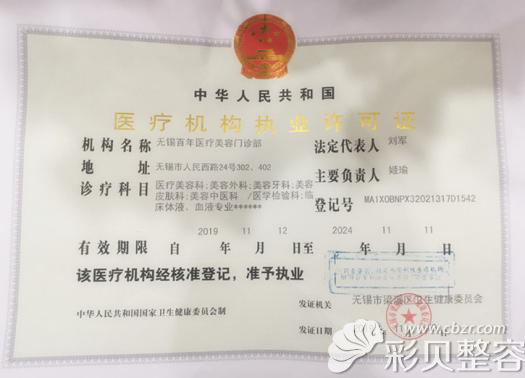 中华人民共和国
医疗机构执业许可证
机构名称 无锡百年医疗美容门诊部 法定代表人 刘军
地址 无锡市人民西路24号302、402 主要负责人 姬瑜
诊疗科目 医疗美容科;美容外科;美容牙科;美容
皮肤科;美容中医科 /医学检验科;临
床体液、血液专业******
登记号 MA1X0BNPX32021317D1542
有效期限 自 2019 年 11 月 12 日至 2024 年 11 月 11 日
该医疗机构经核准登记,准予执业
发证机关 无锡市梁溪区卫生健康委员会
中华人民共和国国家卫生健康委员会制
发证日期
www.cbzr.com
彩贝整容